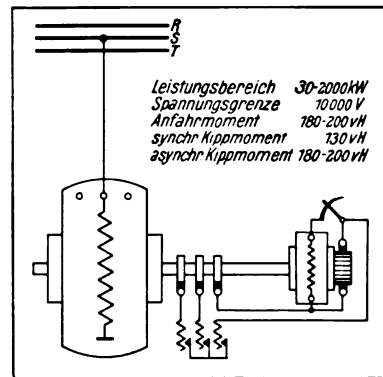 R
S
T
Leistungsbereich 30-2000kW
Spannungsgrenze 10000 V
Anfahrmoment 180-200 vH
synchr. Kippmoment 130 vH
asynchr Kippmoment 180-200 vH